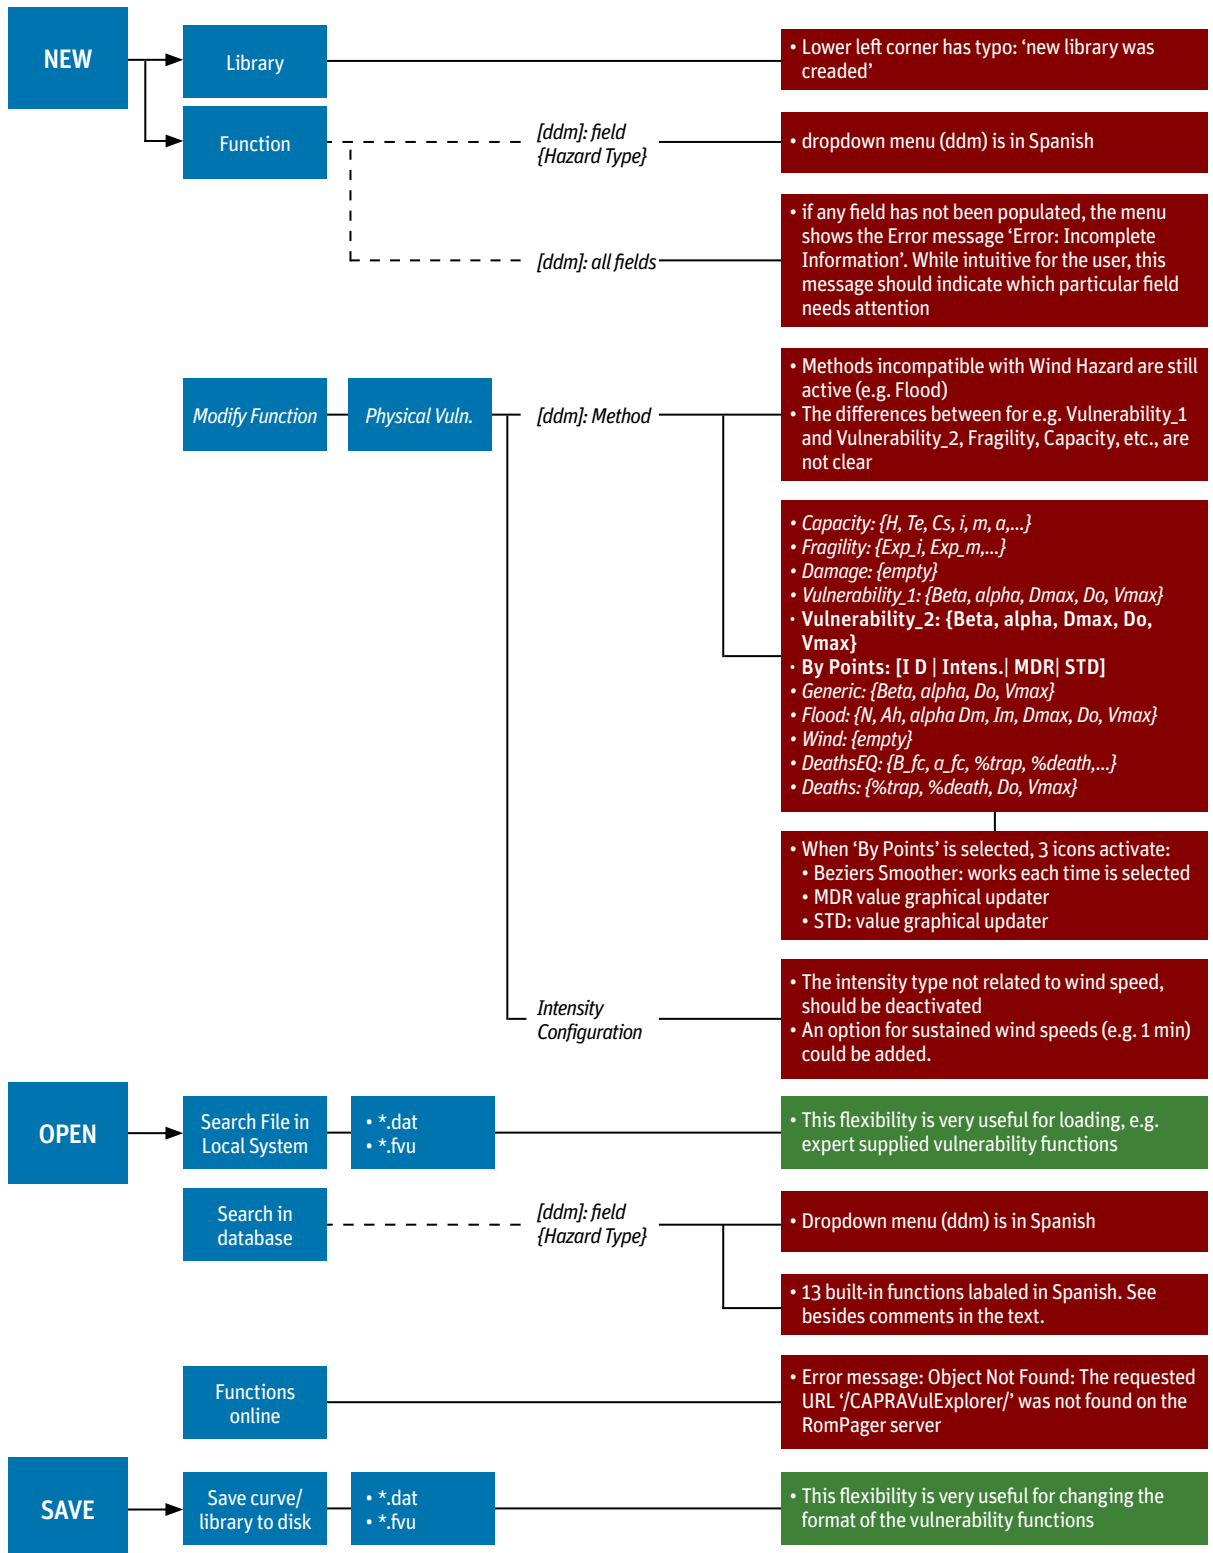 NEW
Library
• Lower left corner has typo: ‘new library was
creaded’
Function
[ddm]: field
{Hazard Type}
• dropdown menu (ddm) is in Spanish
[ddm]: all fields
• if any field has not been populated, the menu
shows the Error message ‘Error: Incomplete
Information’. While intuitive for the user, this
message should indicate which particular field
needs attention
Modify Function
Physical Vuln.
[ddm]: Method
• Methods incompatible with Wind Hazard are still
active (e.g. Flood)
• The differences between for e.g. Vulnerability_1
and Vulnerability_2, Fragility, Capacity, etc., are
not clear
• Capacity: {H, Te, Cs, i, m, a,...}
• Fragility: {Exp_i, Exp_m,...}
• Damage: {empty}
• Vulnerability_1: {Beta, alpha, Dmax, Do, Vmax}
• Vulnerability_2: {Beta, alpha, Dmax, Do,
Vmax}
• By Points: [I D | Intens.| MDR| STD]
• Generic: {Beta, alpha, Do, Vmax}
• Flood: {N, Ah, alpha Dm, Im, Dmax, Do, Vmax}
• Wind: {empty}
• DeathsEQ: {B_fc, a_fc, %trap, %death,...}
• Deaths: {%trap, %death, Do, Vmax}
• When ‘By Points’ is selected, 3 icons activate:
• Beziers Smoother: works each time is selected
• MDR value graphical updater
• STD: value graphical updater
Intensity
Configuration
• The intensity type not related to wind speed,
should be deactivated
• An option for sustained wind speeds (e.g. 1 min)
could be added.
OPEN
Search File in
Local System
• *.dat
• *.fvu
• This flexibility is very useful for loading, e.g.
expert supplied vulnerability functions
Search in
database
[ddm]: field
{Hazard Type}
• Dropdown menu (ddm) is in Spanish
• 13 built-in functions labaled in Spanish. See
besides comments in the text.
Functions
online
• Error message: Object Not Found: The requested
URL ‘/CAPRAVulExplorer/’ was not found on the
RomPager server
SAVE
Save curve/
library to disk
• *.dat
• *.fvu
• This flexibility is very useful for changing the
format of the vulnerability functions